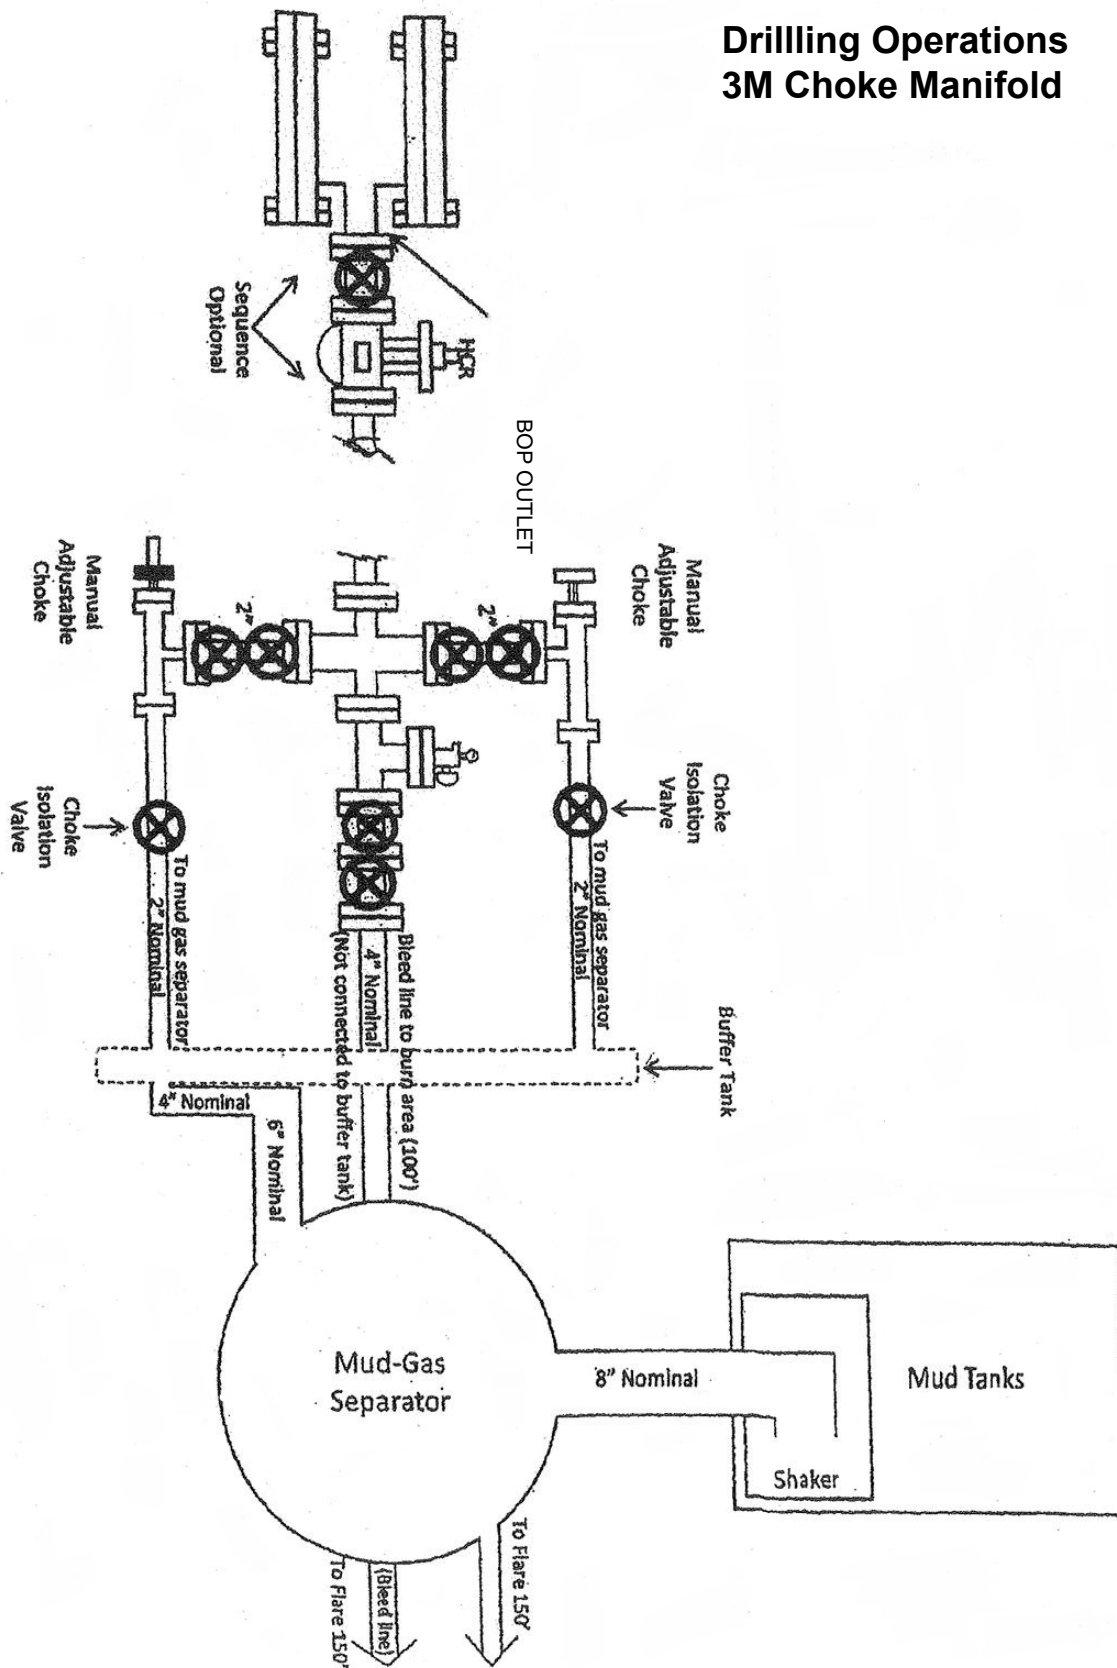 Drillling Operations
3M Choke Manifold
HCR
Sequence
Optional
BOP OUTLET
Manual
Adjustable
Choke
Manual
Adjustable
Choke
2"
2"
Choke
Isolation
Valve
Choke
Isolation
Valve
To mud gas separator
2" Nominal
Bleed line to burn area (100')
4" Nominal
(Not connected to buffer tank)
To mud gas separator
2" Nominal
Buffer Tank
4" Nominal
6" Nominal
Mud-Gas
Separator
8" Nominal
Mud Tanks
Shaker
To Flare 150'
(Bleed line)
To Flare 150'